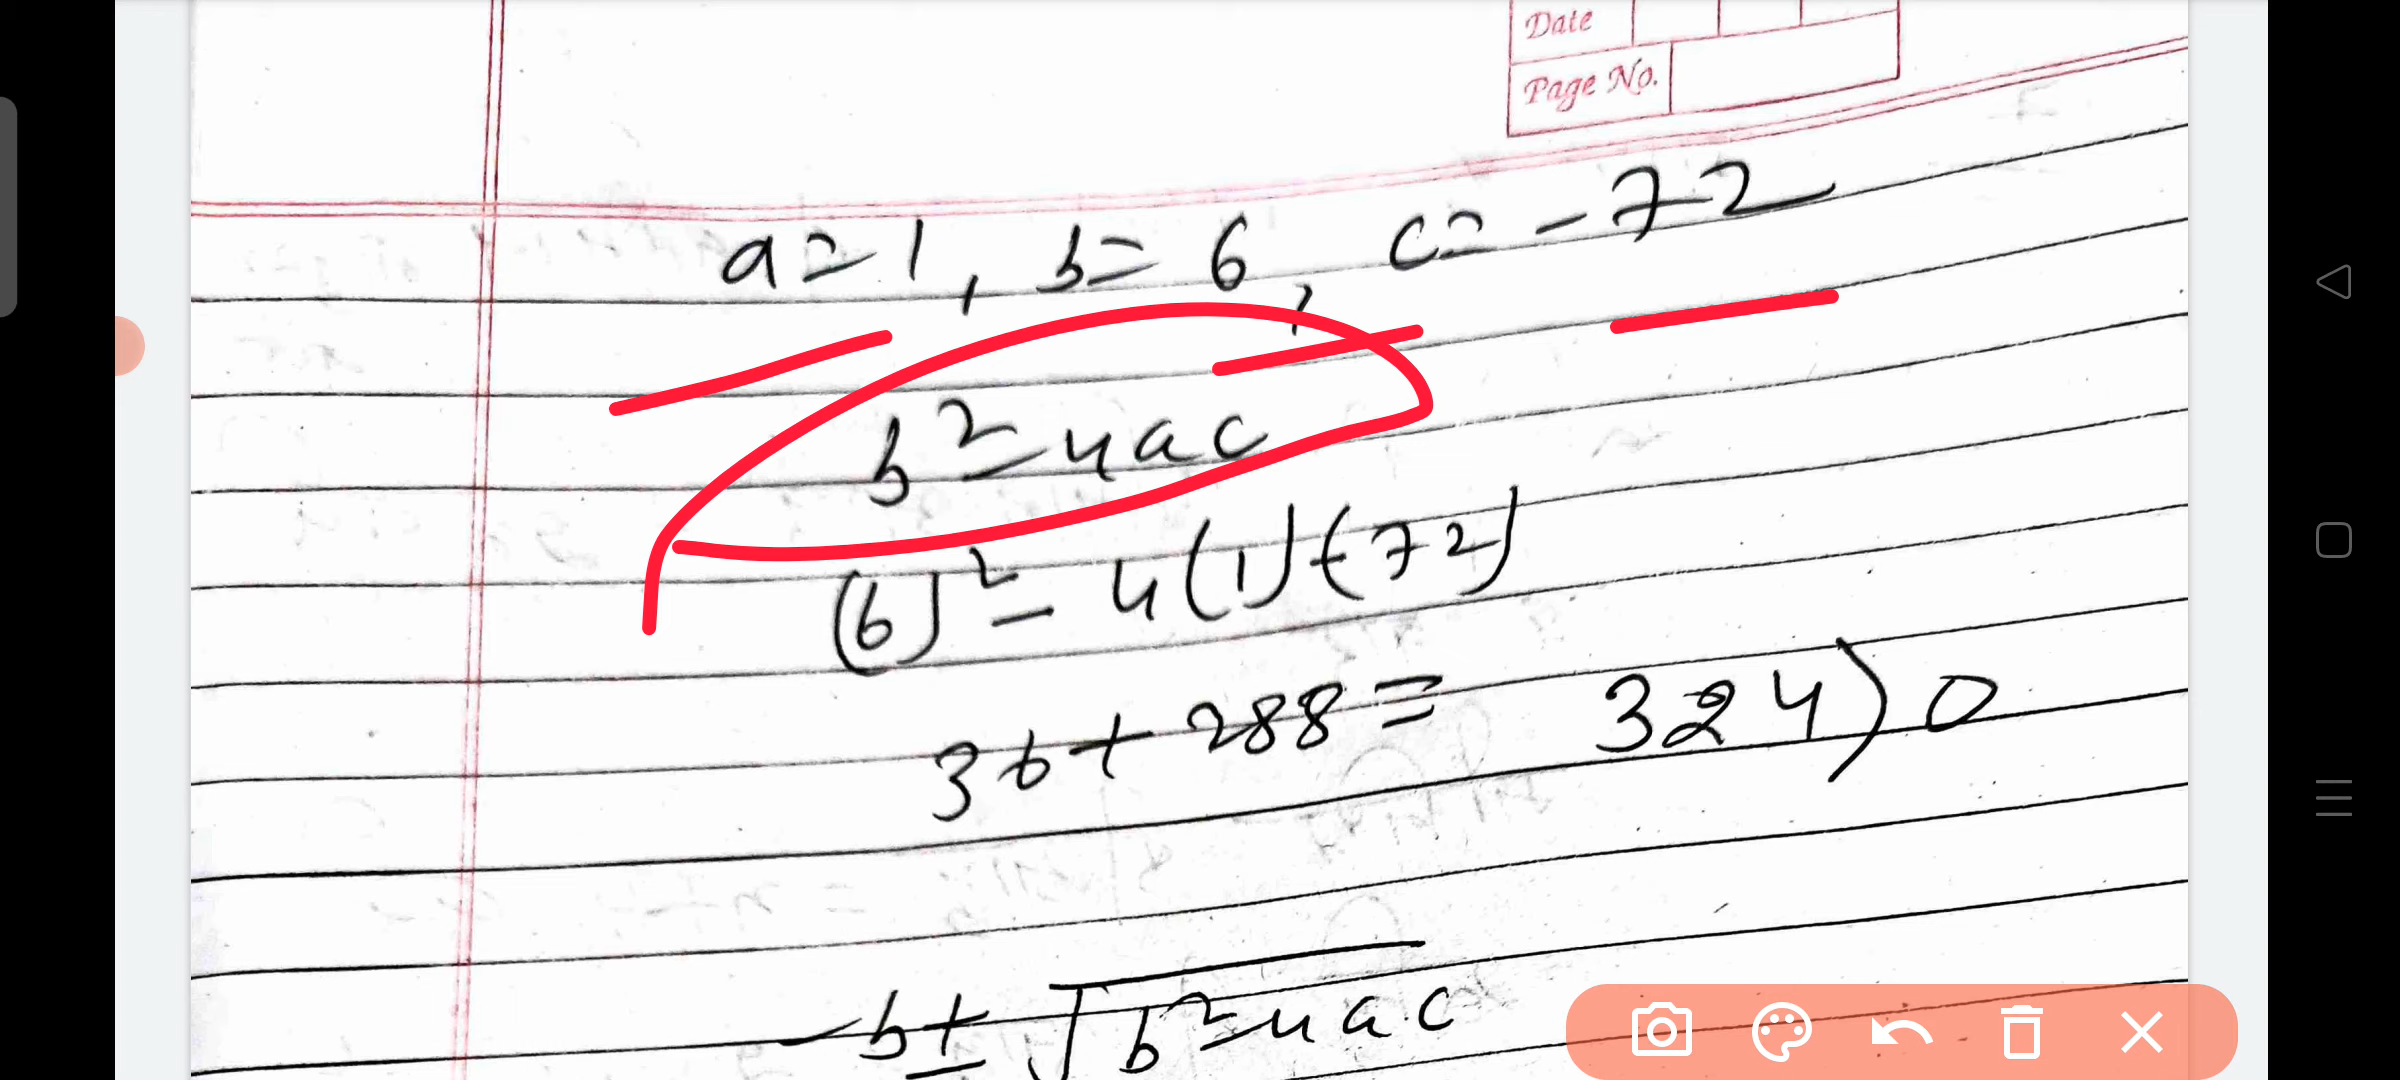 Date
Page No.
a = 1, b = 6, c = -72
b² - 4ac
(6)² - 4(1)(-72)
36 + 288 = 324 > 0
-b ± √b² - 4ac